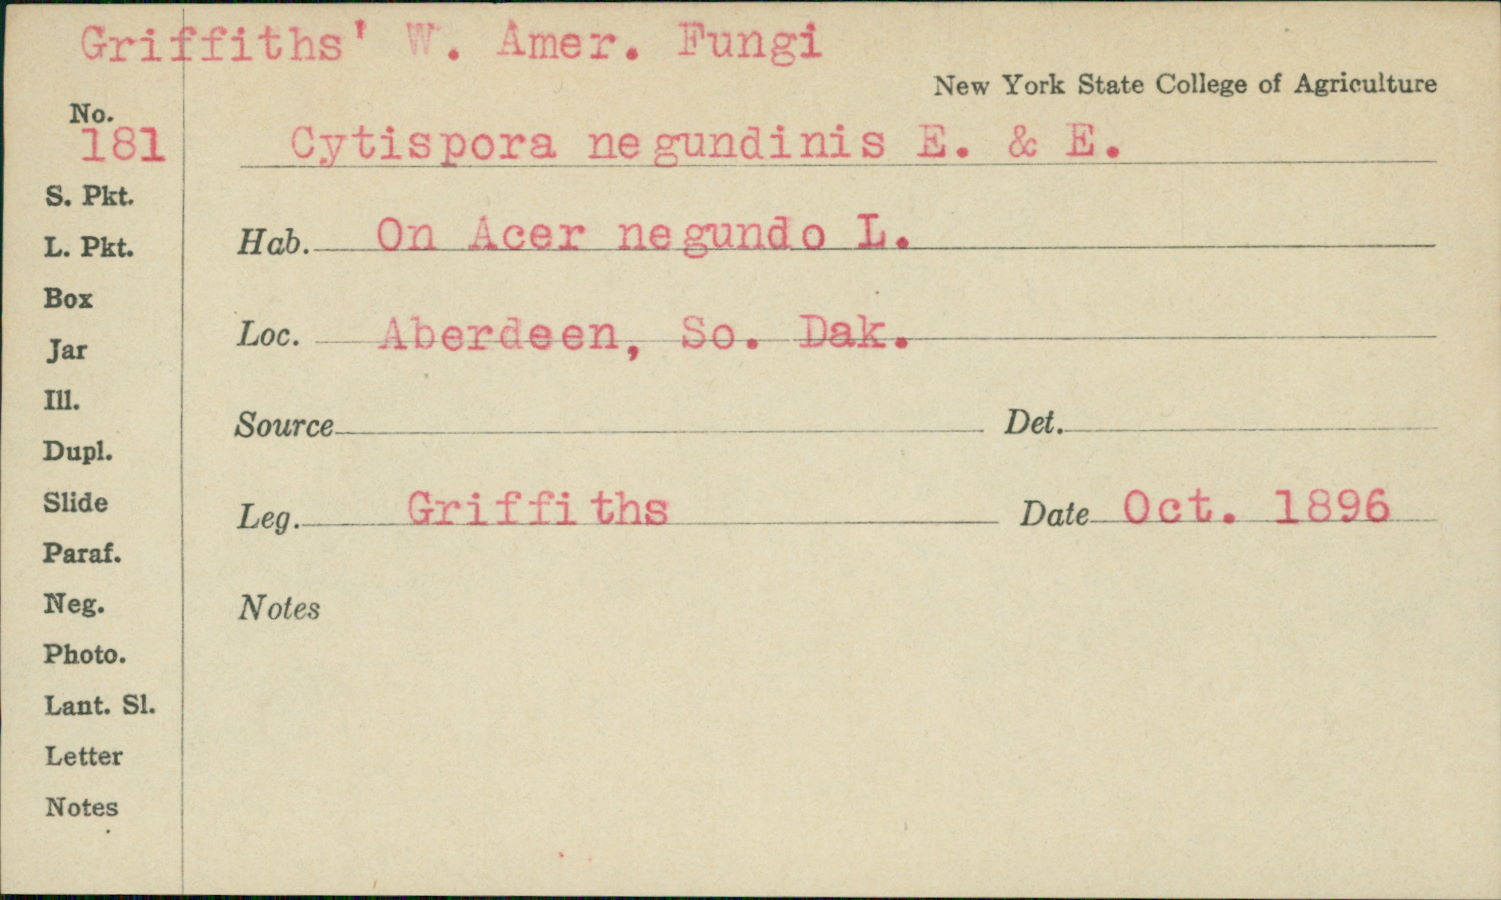 Griffiths' W. Amer. Fungi
New York State College of Agriculture
No.
181
Cytispora negundinis E. & E.
S. Pkt.
L. Pkt.
Hab. On Acer negundo L.
Box
Jar
Loc. Aberdeen, So. Dak.
Ill.
Dupl.
Source Det.
Slide
Leg. Griffiths Date Oct. 1896
Paraf.
Neg.
Notes
Photo.
Lant. Sl.
Letter
Notes